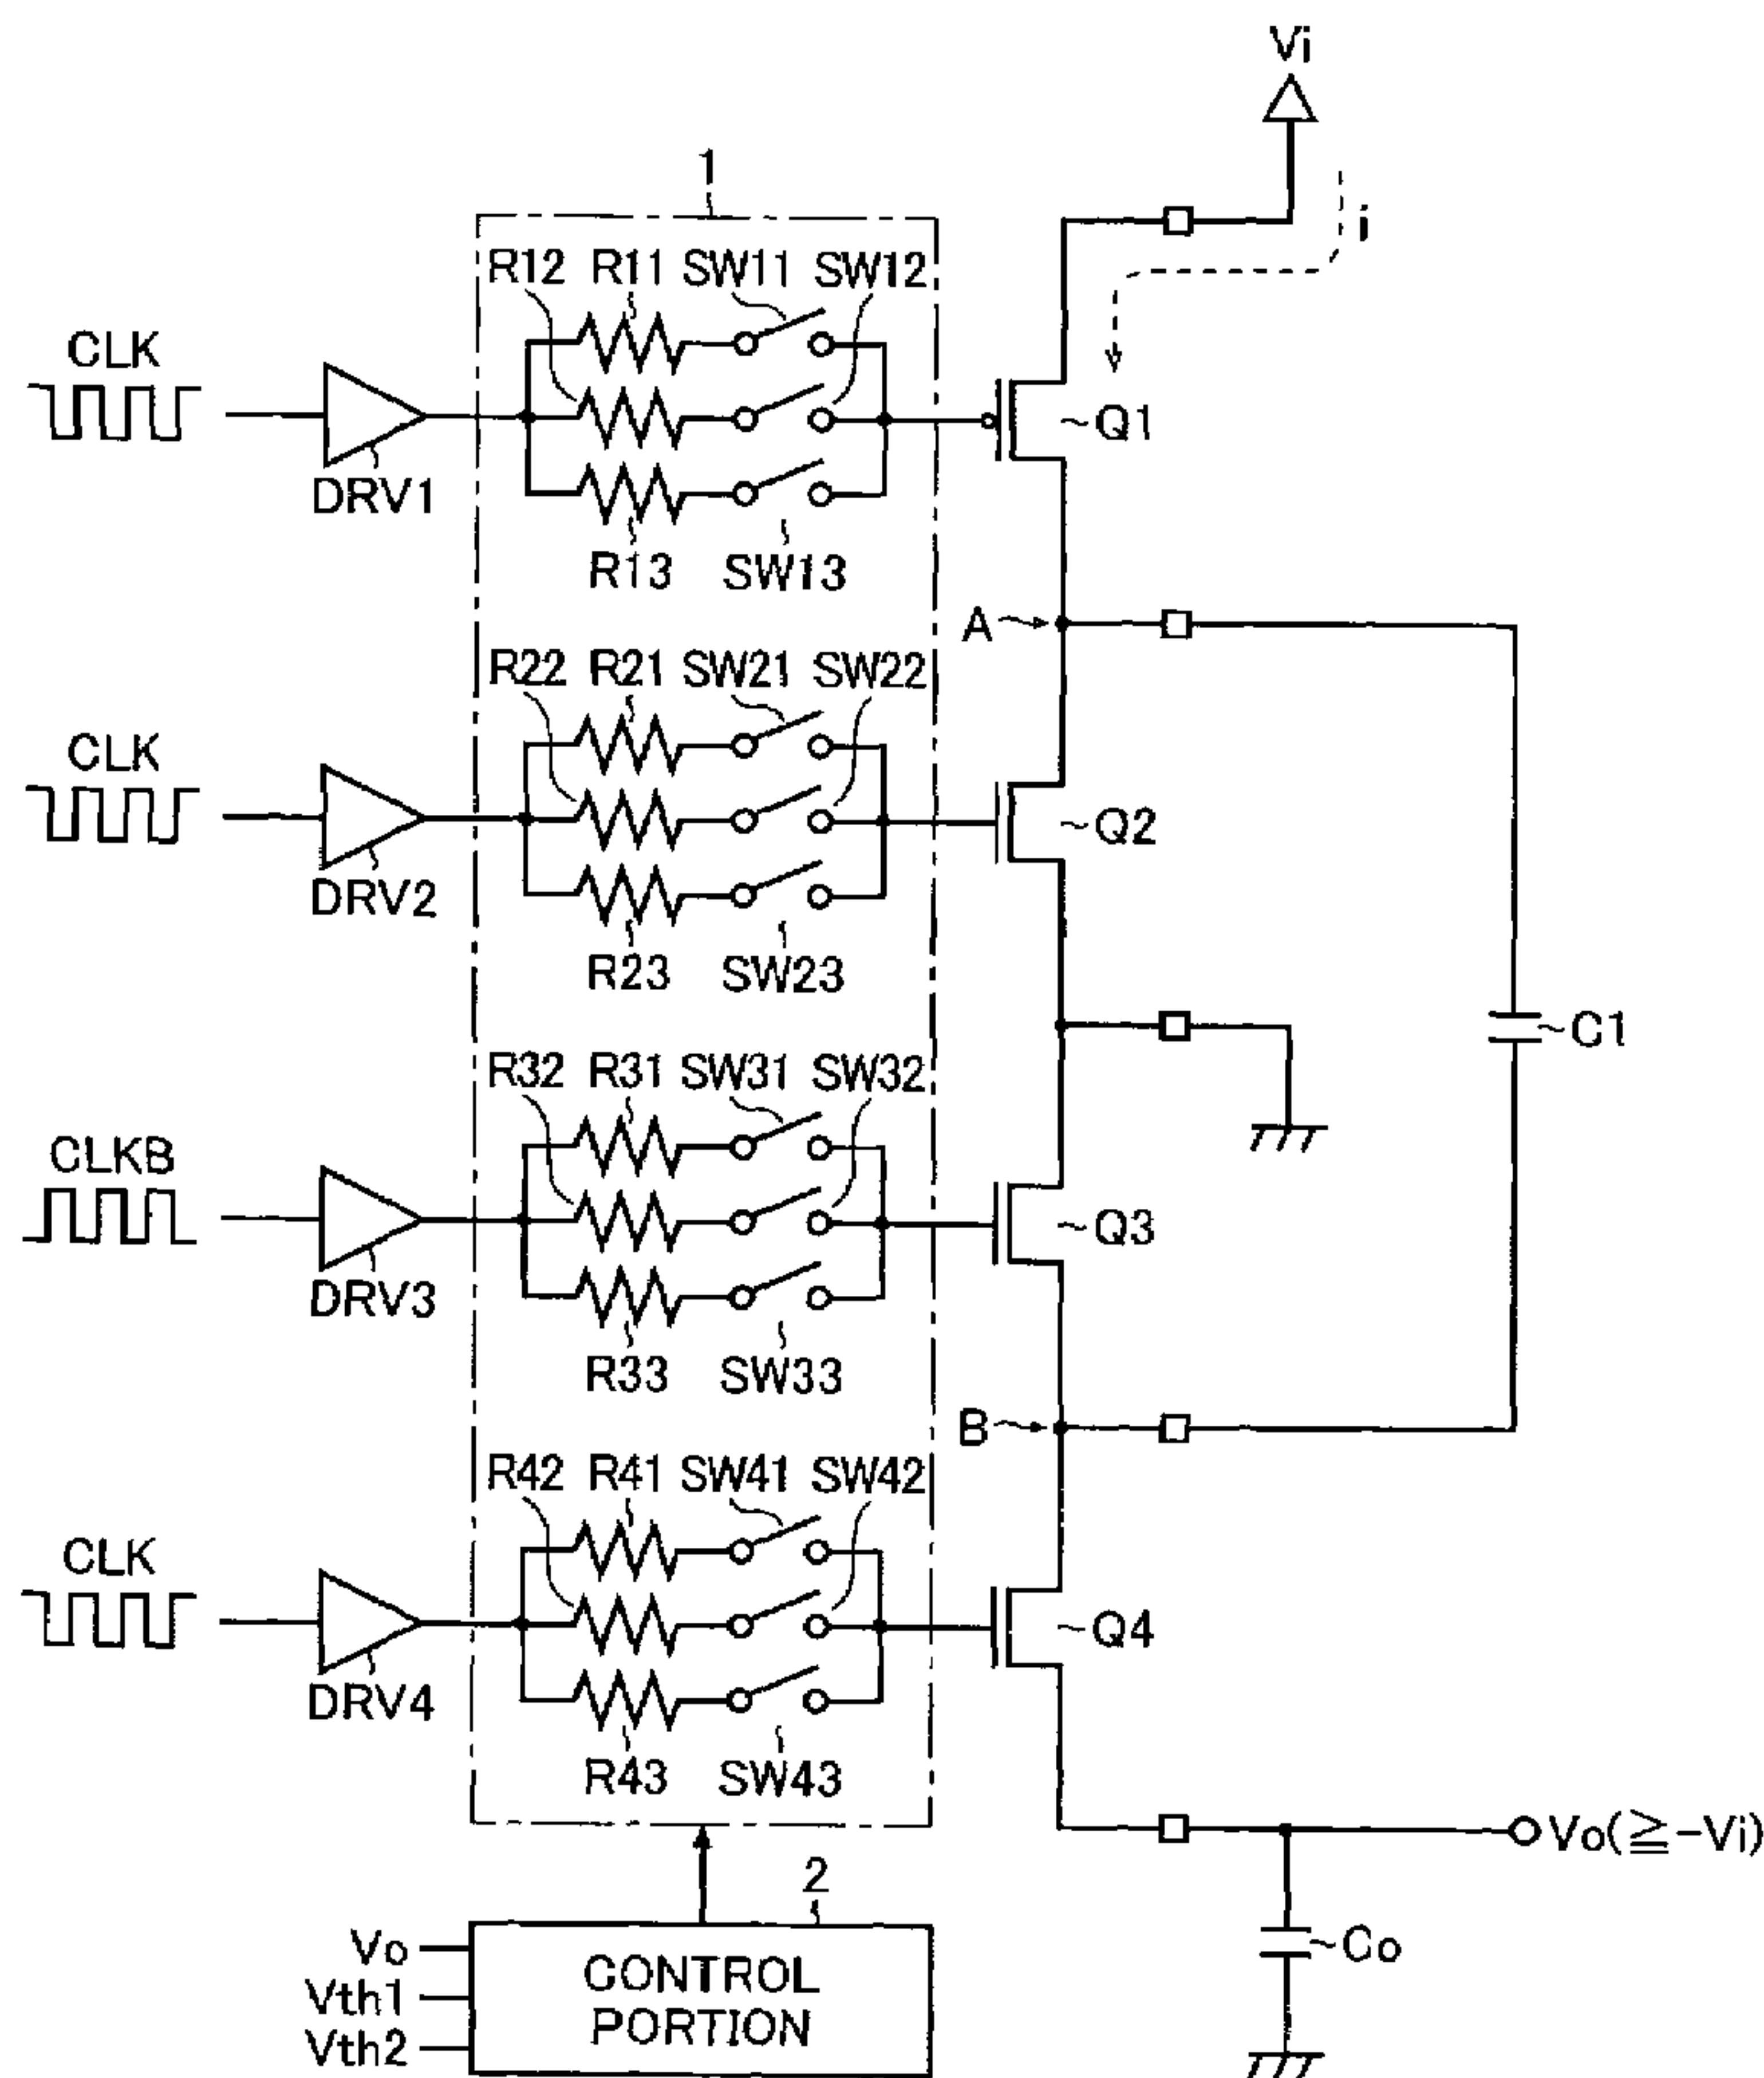 Vi
1
i
R12 R11 SW11 SW12
CLK
Q1
DRV1
R13 SW13
A
R22 R21 SW21 SW22
CLK
Q2
DRV2
R23 SW23
C1
R32 R31 SW31 SW32
CLKB
Q3
DRV3
R33 SW33
B
R42 R41 SW41 SW42
CLK
Q4
DRV4
R43 SW43
Vo(≧-Vi)
2
Vo
Vth1
Vth2
CONTROL
PORTION
Co